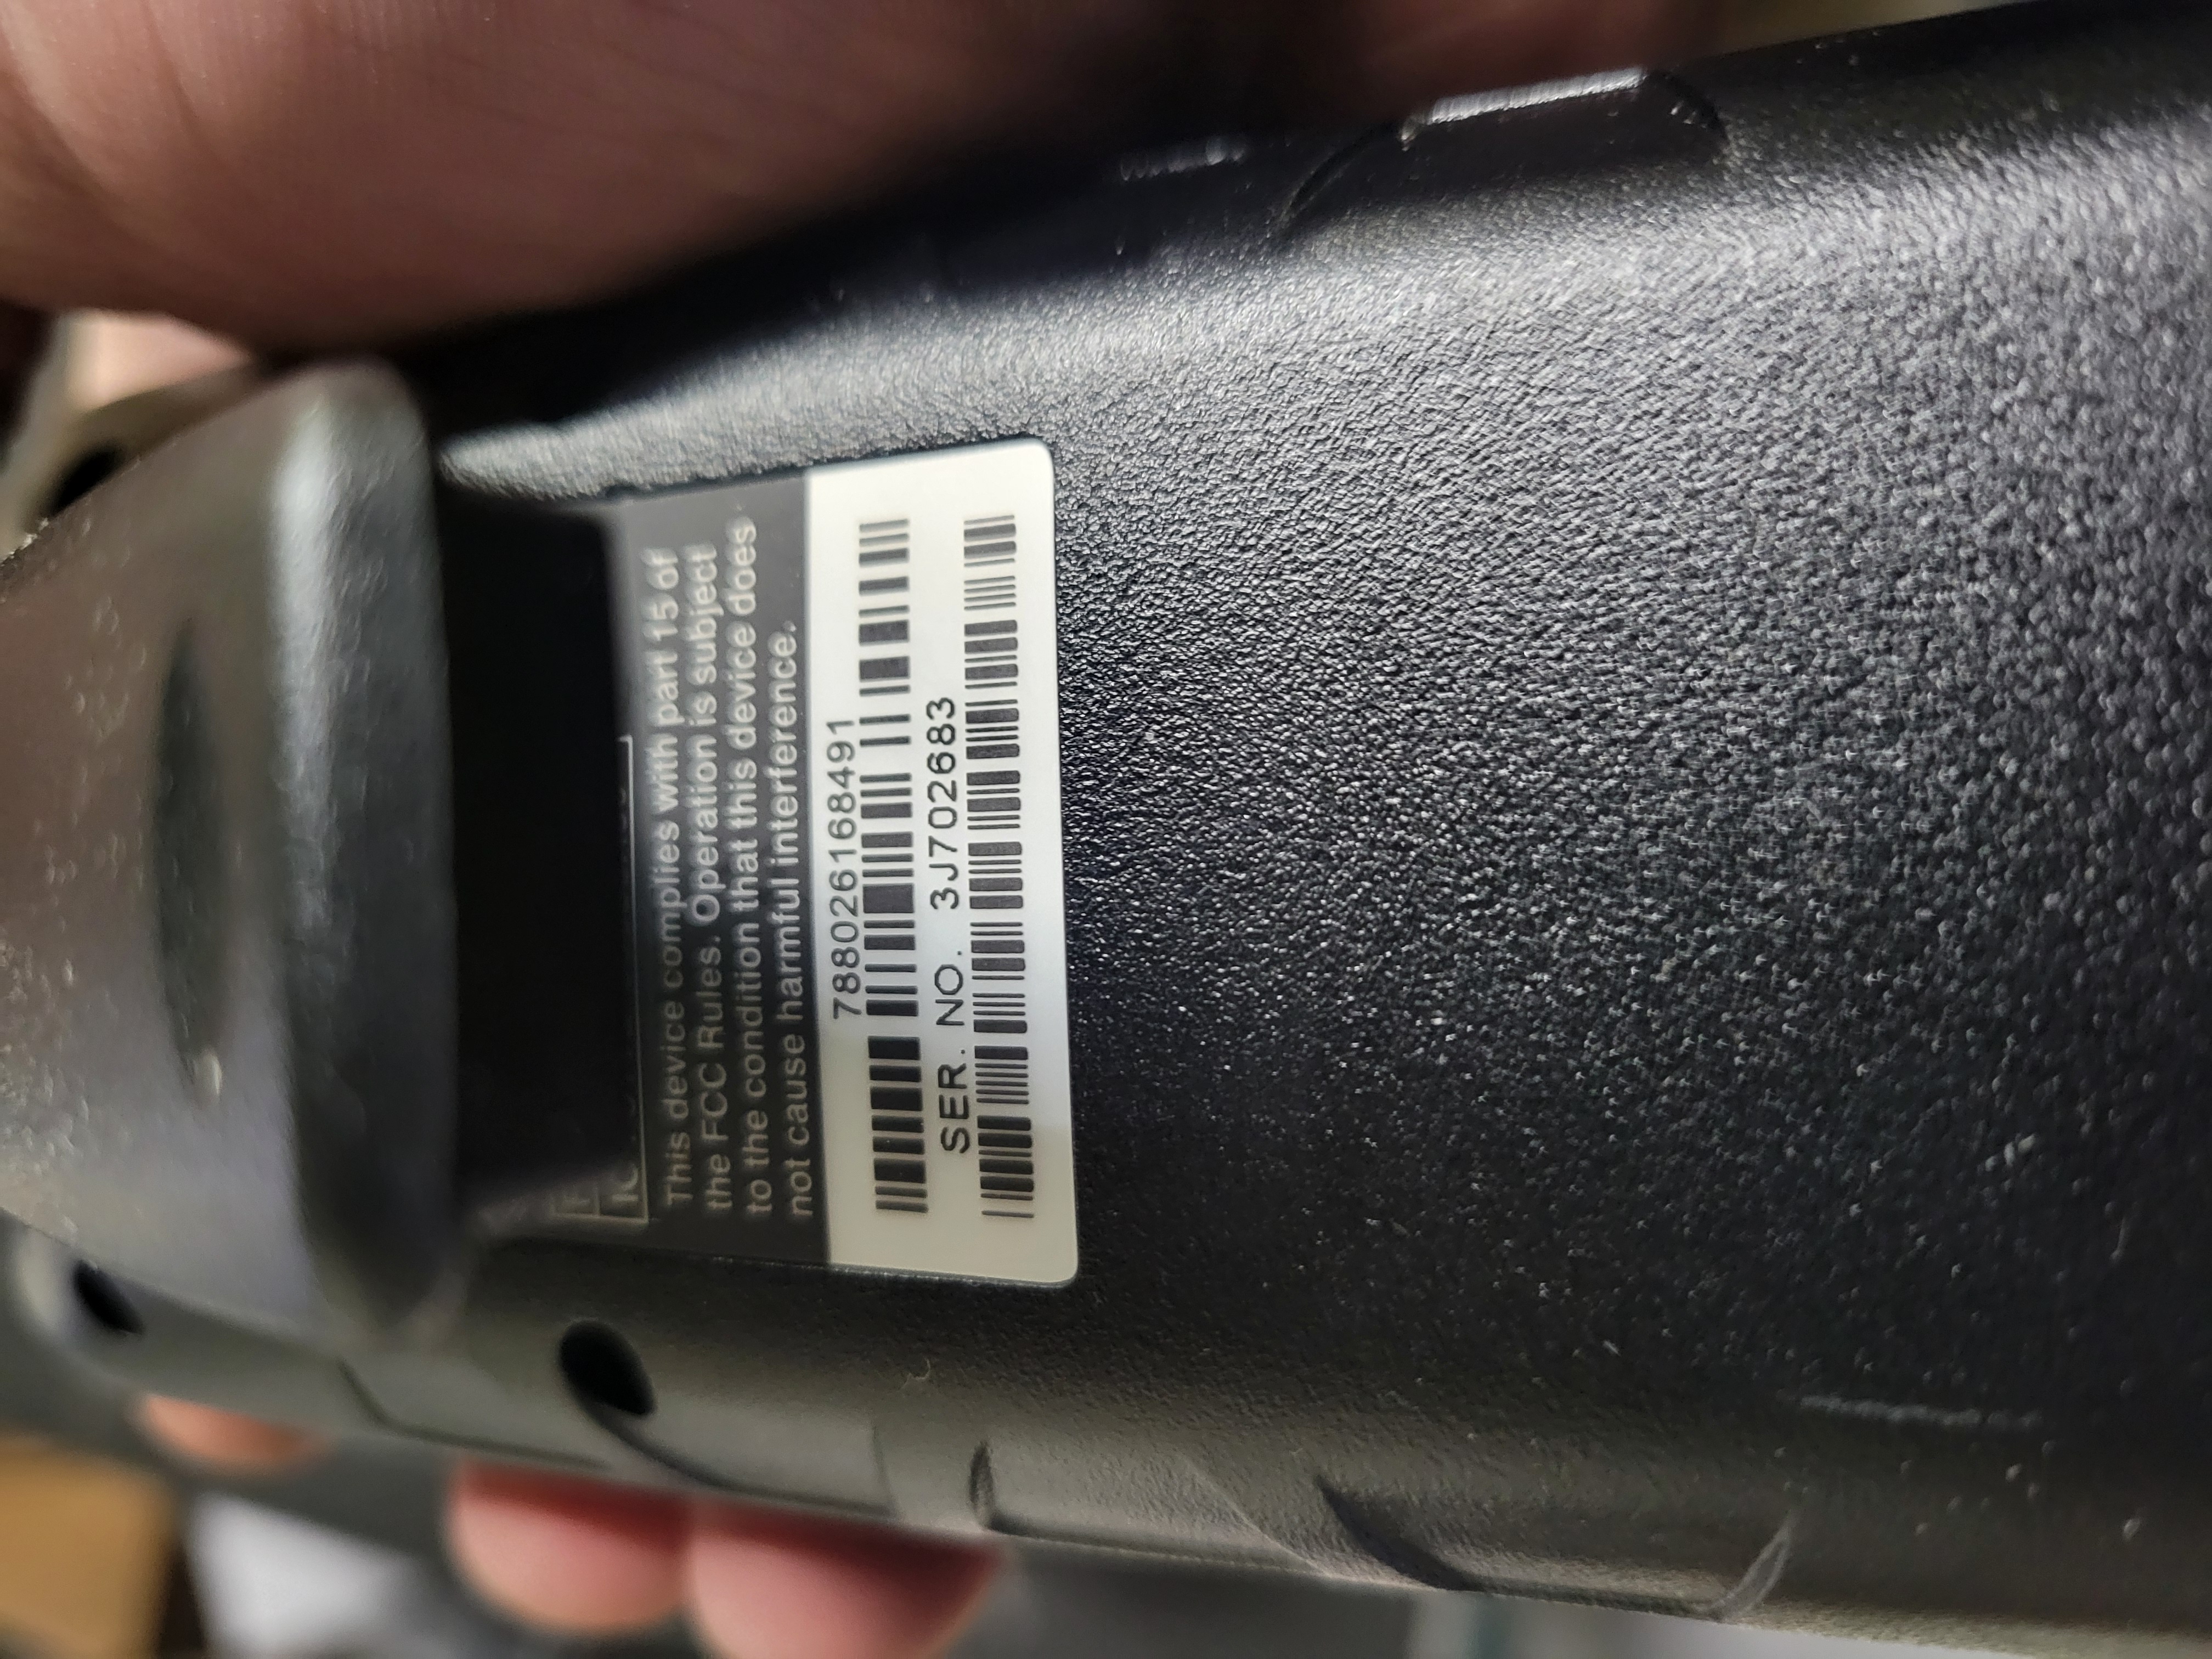 This device complies with part 15 of
the FCC Rules. Operation is subject
to the condition that this device does
not cause harmful interference.
788026168491
SER. NO. 3J702683